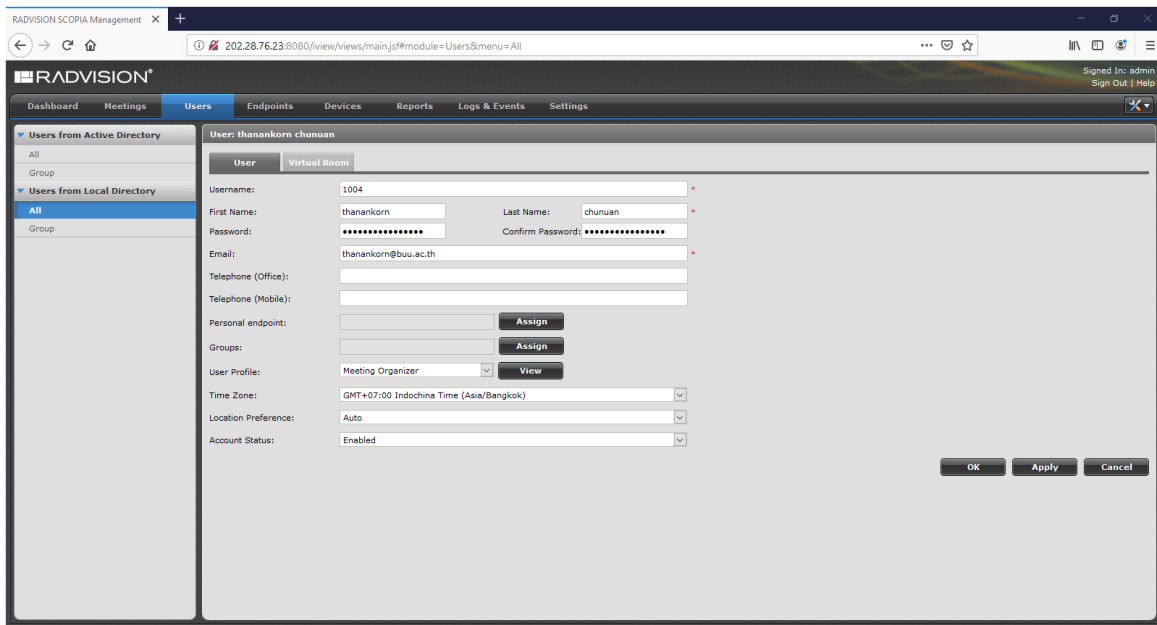 RADVISION SCOPIA Management
202.28.76.23:8080/iview/views/main.jsf#module=Users&menu=All
RADVISION®
Signed In: admin
Sign Out | Help
Dashboard Meetings Users Endpoints Devices Reports Logs & Events Settings
Users from Active Directory
All
Group
Users from Local Directory
All
Group
User: thanankorn chunuan
User Virtual Room
Username: 1004 *
First Name: thanankorn Last Name: chunuan *
Password: •••••••••••••••• Confirm Password: ••••••••••••••••
Email: thanankorn@buu.ac.th *
Telephone (Office):
Telephone (Mobile):
Personal endpoint: Assign
Groups: Assign
User Profile: Meeting Organizer View
Time Zone: GMT+07:00 Indochina Time (Asia/Bangkok)
Location Preference: Auto
Account Status: Enabled
OK Apply Cancel